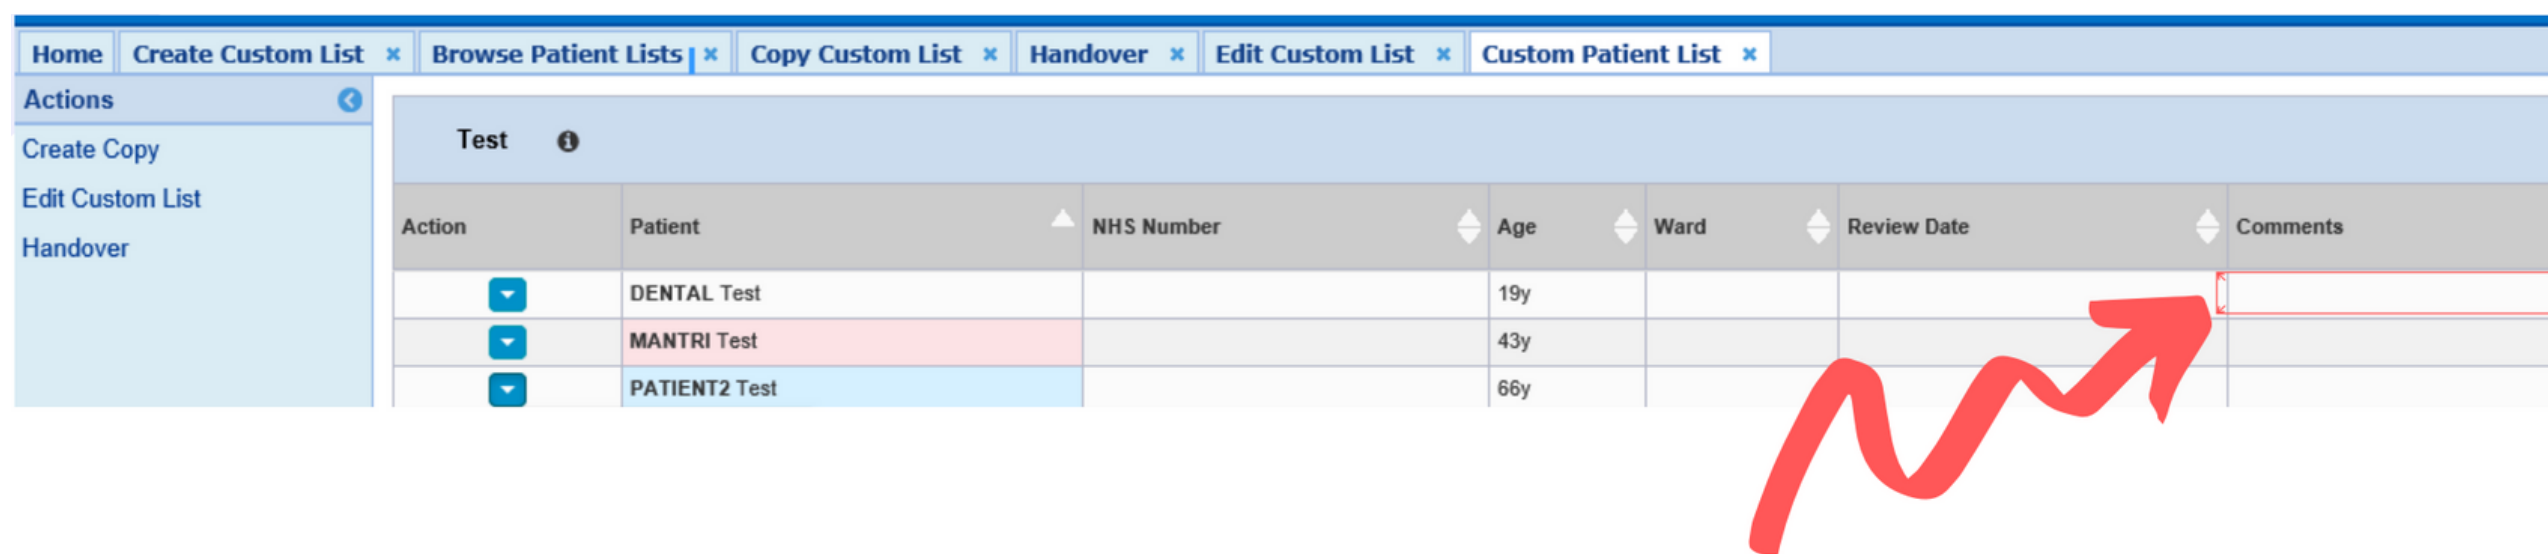 Home Create Custom List × Browse Patient Lists × Copy Custom List × Handover × Edit Custom List × Custom Patient List ×
Actions
Create Copy
Edit Custom List
Handover
Test
Action Patient NHS Number Age Ward Review Date Comments
DENTAL Test 19y
MANTRI Test 43y
PATIENT2 Test 66y